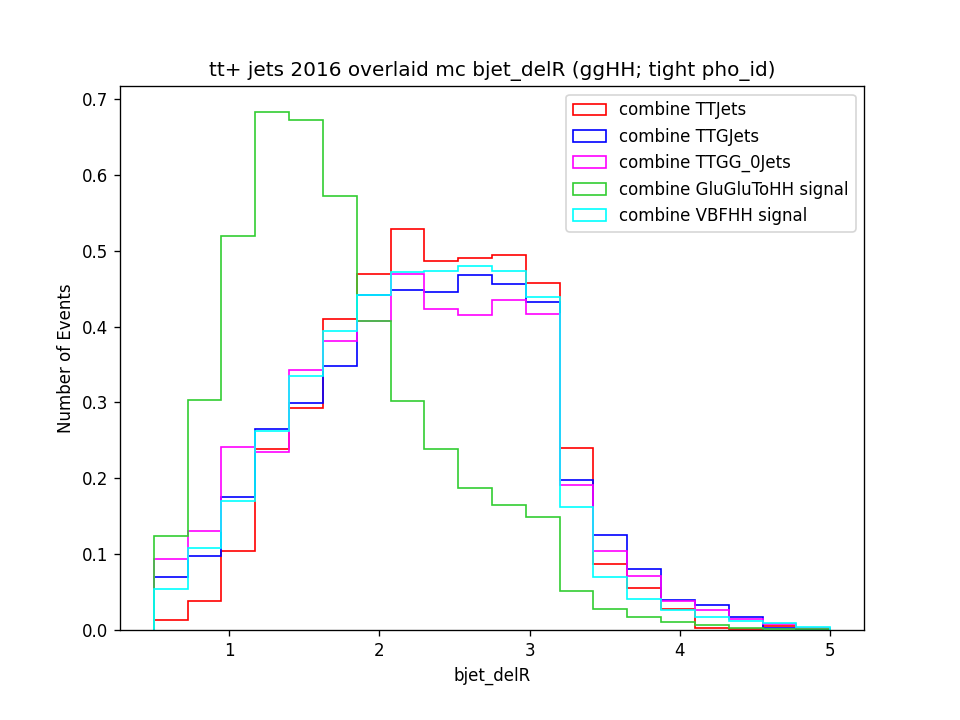 tt+ jets 2016 overlaid mc bjet_delR (ggHH; tight pho_id)
combine TTJets
combine TTGJets
combine TTGG_0Jets
combine GluGluToHH signal
combine VBFHH signal
Number of Events
0.7
0.6
0.5
0.4
0.3
0.2
0.1
0.0
1 2 3 4 5
bjet_delR